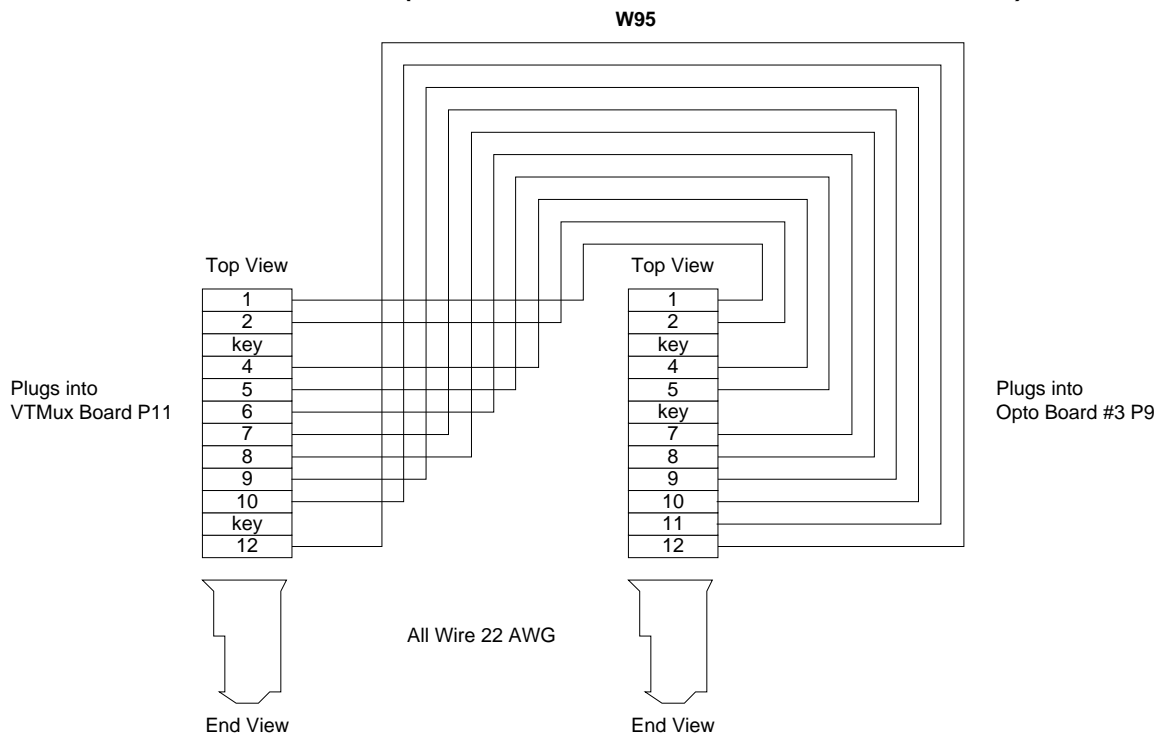 W95
Top View
1
2
key
4
5
6
7
8
9
10
key
12
Plugs into
VTMux Board P11
End View
Top View
1
2
key
4
5
key
7
8
9
10
11
12
Plugs into
Opto Board #3 P9
All Wire 22 AWG
End View